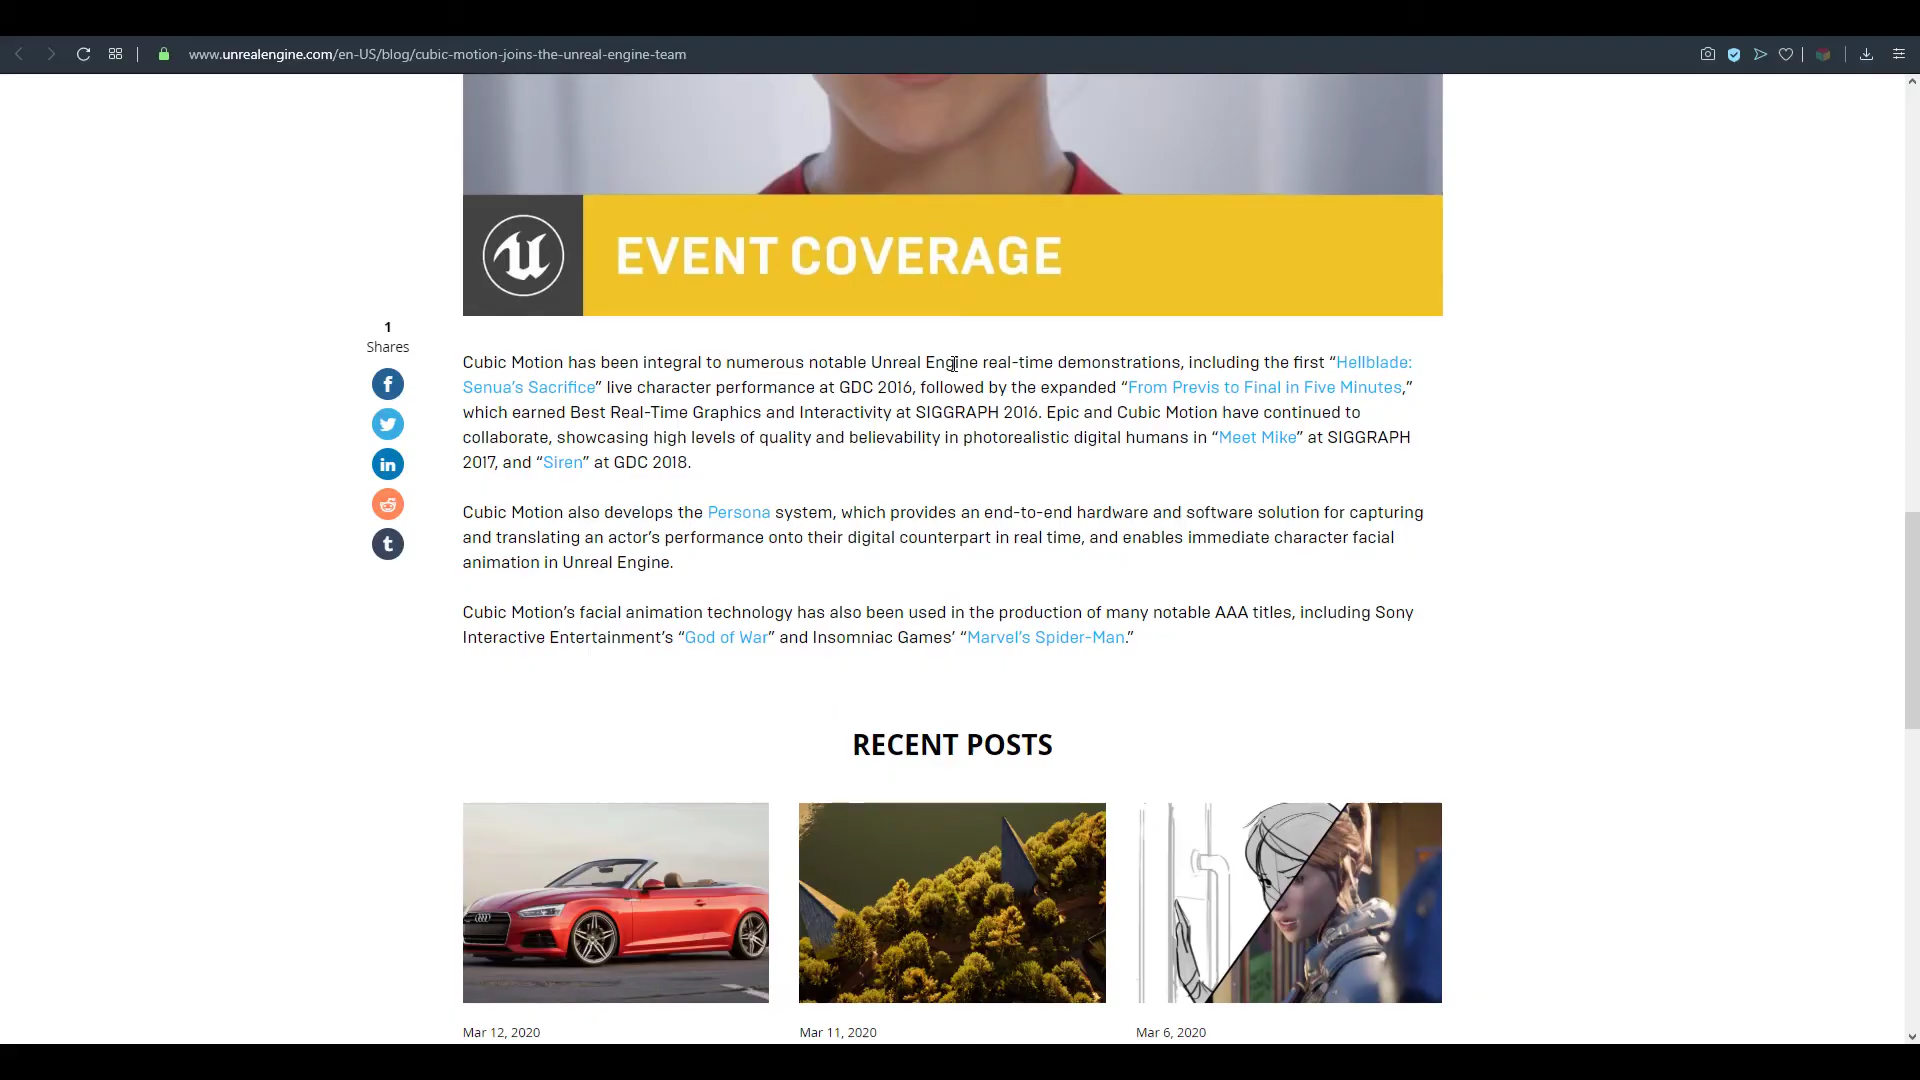 www.unrealengine.com/en-US/blog/cubic-motion-joins-the-unreal-engine-team
EVENT COVERAGE
1
Shares
Cubic Motion has been integral to numerous notable Unreal Engine real-time demonstrations, including the first “Hellblade:
Senua’s Sacrifice” live character performance at GDC 2016, followed by the expanded “From Previs to Final in Five Minutes,”
which earned Best Real-Time Graphics and Interactivity at SIGGRAPH 2016. Epic and Cubic Motion have continued to
collaborate, showcasing high levels of quality and believability in photorealistic digital humans in “Meet Mike” at SIGGRAPH
2017, and “Siren” at GDC 2018.
Cubic Motion also develops the Persona system, which provides an end-to-end hardware and software solution for capturing
and translating an actor’s performance onto their digital counterpart in real time, and enables immediate character facial
animation in Unreal Engine.
Cubic Motion’s facial animation technology has also been used in the production of many notable AAA titles, including Sony
Interactive Entertainment’s “God of War” and Insomniac Games’ “Marvel’s Spider-Man.”
RECENT POSTS
Mar 12, 2020
Mar 11, 2020
Mar 6, 2020